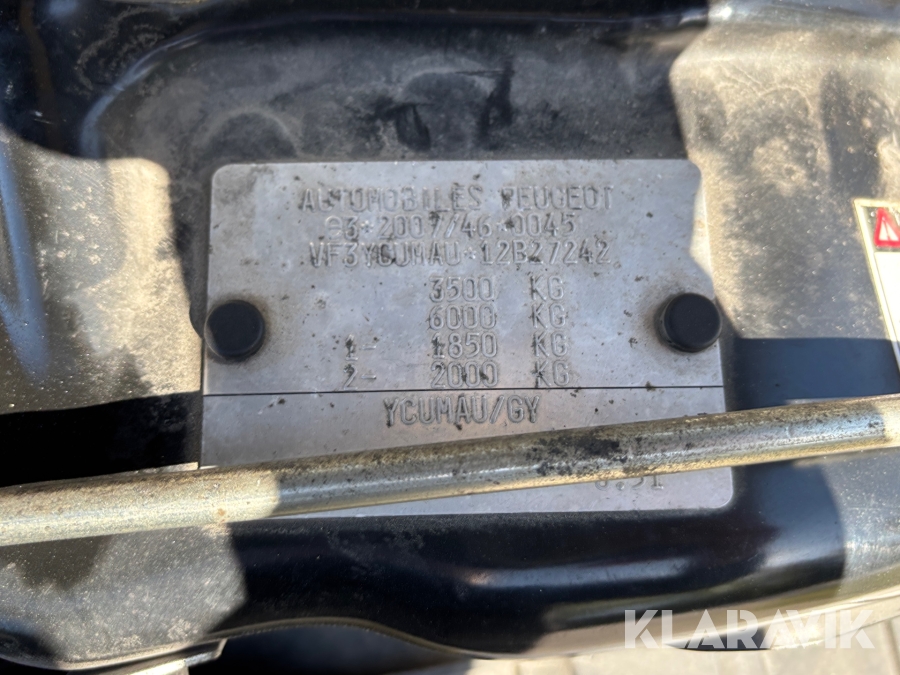 AUTOMOBILES PEUGEOT
e3*2007/46*0045
VF3YCUMAU*12B27242
3500 KG
6000 KG
1- 1850 KG
2- 2000 KG
YCUMAU/GY
KLARAVIK